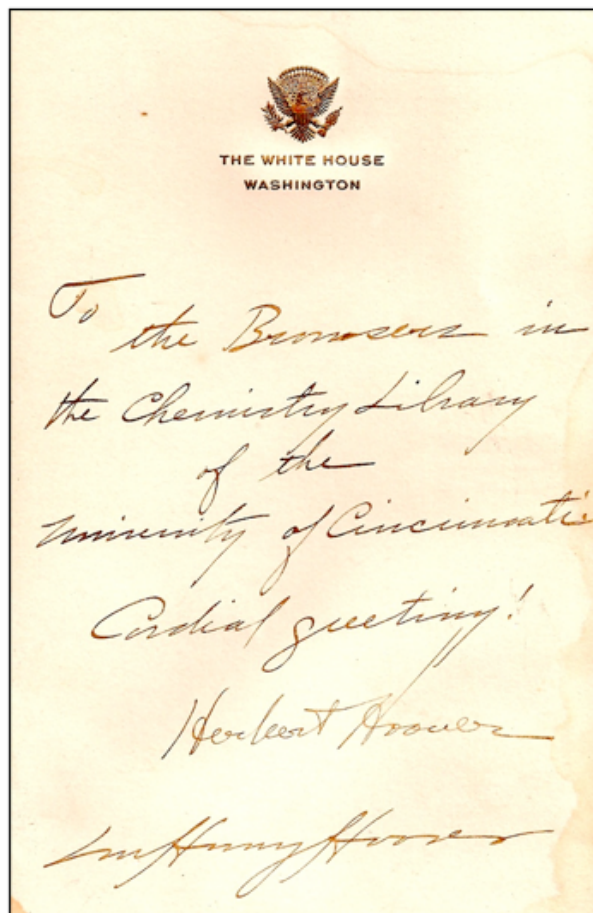 THE WHITE HOUSE
WASHINGTON
To
the Browsers in
the Chemistry Library
of the
University of Cincinnati
Cordial greeting!
Herbert Hoover
Lou Henry Hoover